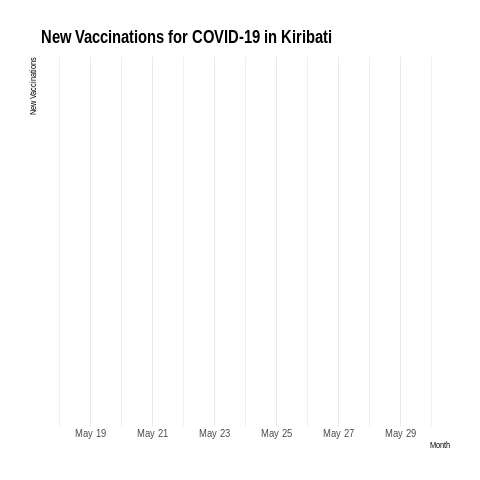 New Vaccinations for COVID-19 in Kiribati
New Vaccinations
May 19 May 21 May 23 May 25 May 27 May 29
Month